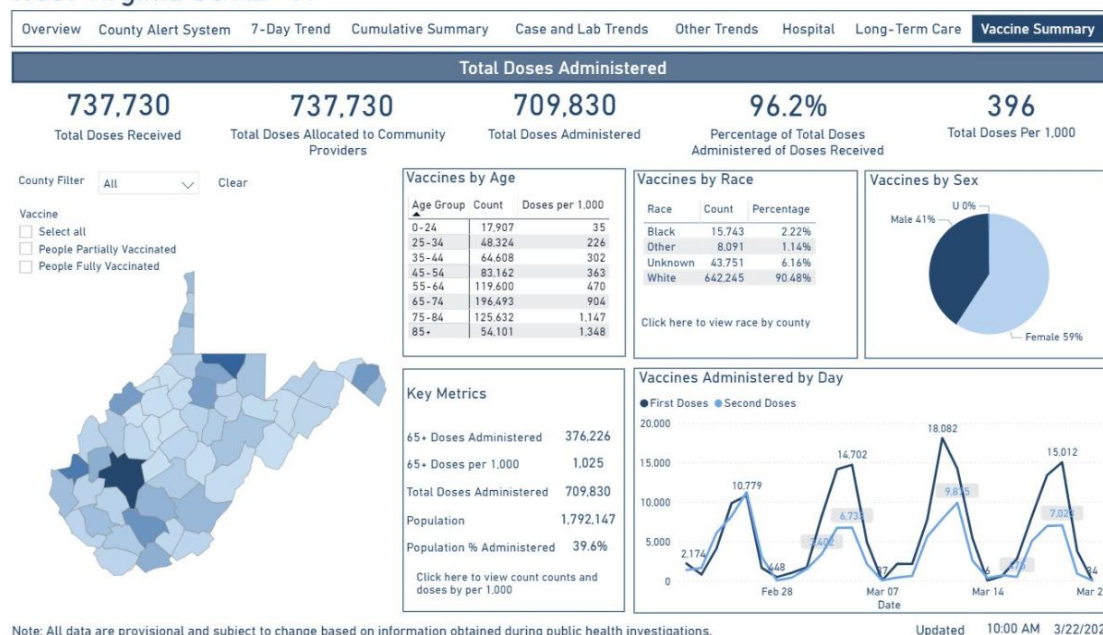 Overview County Alert System 7-Day Trend Cumulative Summary Case and Lab Trends Other Trends Hospital Long-Term Care Vaccine Summary
Total Doses Administered
737,730 737,730 709,830 96.2% 396
Total Doses Received
Total Doses Allocated to Community Providers
Total Doses Administered
Percentage of Total Doses Administered of Doses Received
Total Doses Per 1,000
County Filter All Clear
Vaccine
Select all
People Partially Vaccinated
People Fully Vaccinated
Vaccines by Age
Age Group Count Doses per 1,000
0-24 17,907 35
25-34 48,324 226
35-44 64,608 302
45-54 83,162 363
55-64 119,600 470
65-74 196,493 904
75-84 125,632 1,147
85+ 54,101 1,348
Vaccines by Race
Race Count Percentage
Black 15,743 2.22%
Other 8,091 1.14%
Unknown 43,751 6.16%
White 642,245 90.48%
Click here to view race by county
Vaccines by Sex
U 0%
Male 41%
Female 59%
Key Metrics
65+ Doses Administered 376,226
65+ Doses per 1,000 1,025
Total Doses Administered 709,830
Population 1,792,147
Population % Administered 39.6%
Click here to view count counts and
doses by per 1,000
Vaccines Administered by Day
First Doses Second Doses
20,000
15,000
10,000
5,000
0
2,174
10,779
448
14,702
6,733
37
18,082
9,875
6
15,012
Feb 28 Mar 07 Mar 14
Date
Note: All data are provisional and subject to change based on information obtained during public health investigations.
Updated 10:00 AM